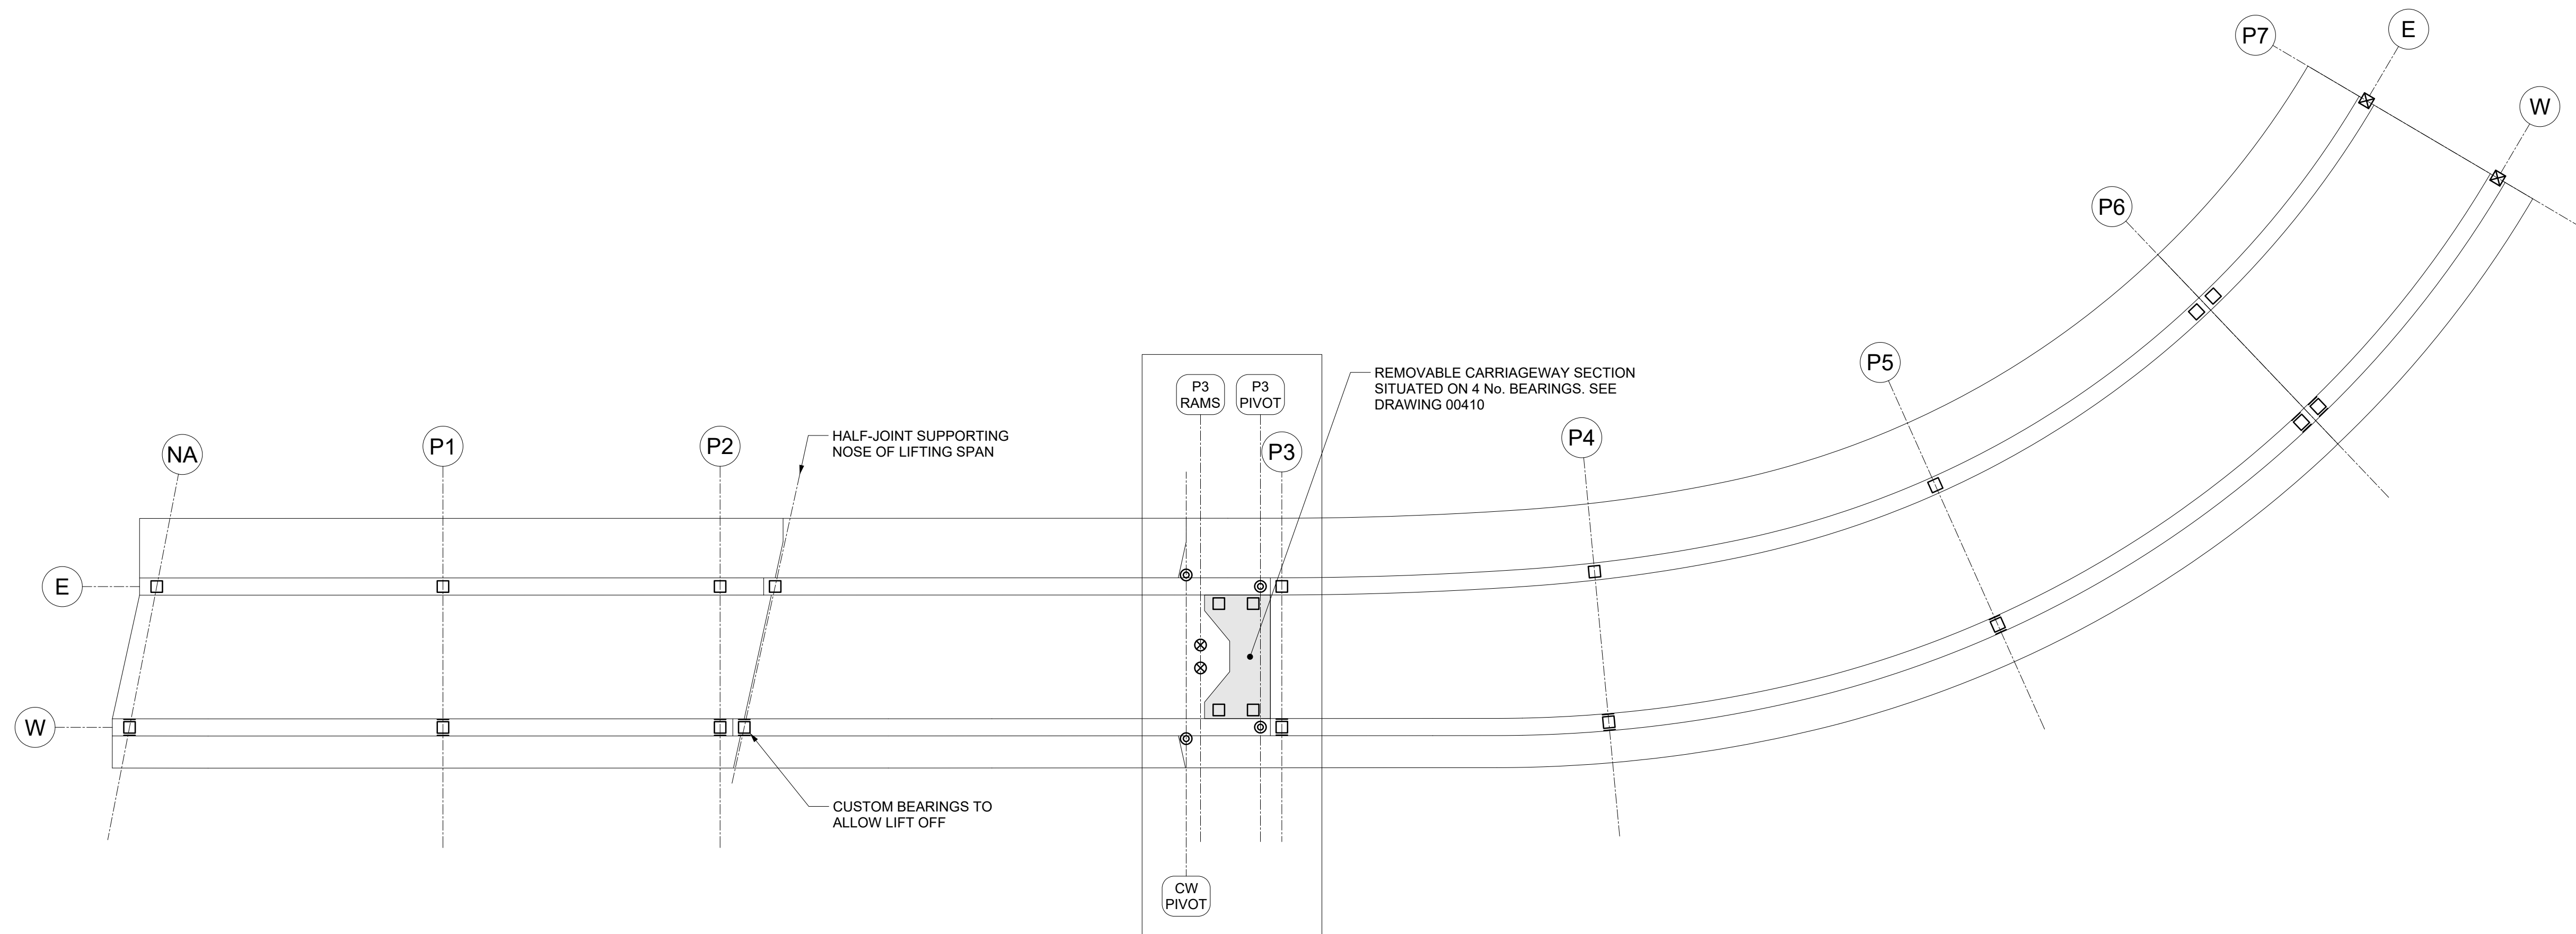 P7
E
W
P6
P5
P4
P3
RAMS
P3
PIVOT
REMOVABLE CARRIAGEWAY SECTION
SITUATED ON 4 No. BEARINGS. SEE
DRAWING 00410
HALF-JOINT SUPPORTING
NOSE OF LIFTING SPAN
NA
P1
P2
P3
E
W
CUSTOM BEARINGS TO
ALLOW LIFT OFF
CW
PIVOT